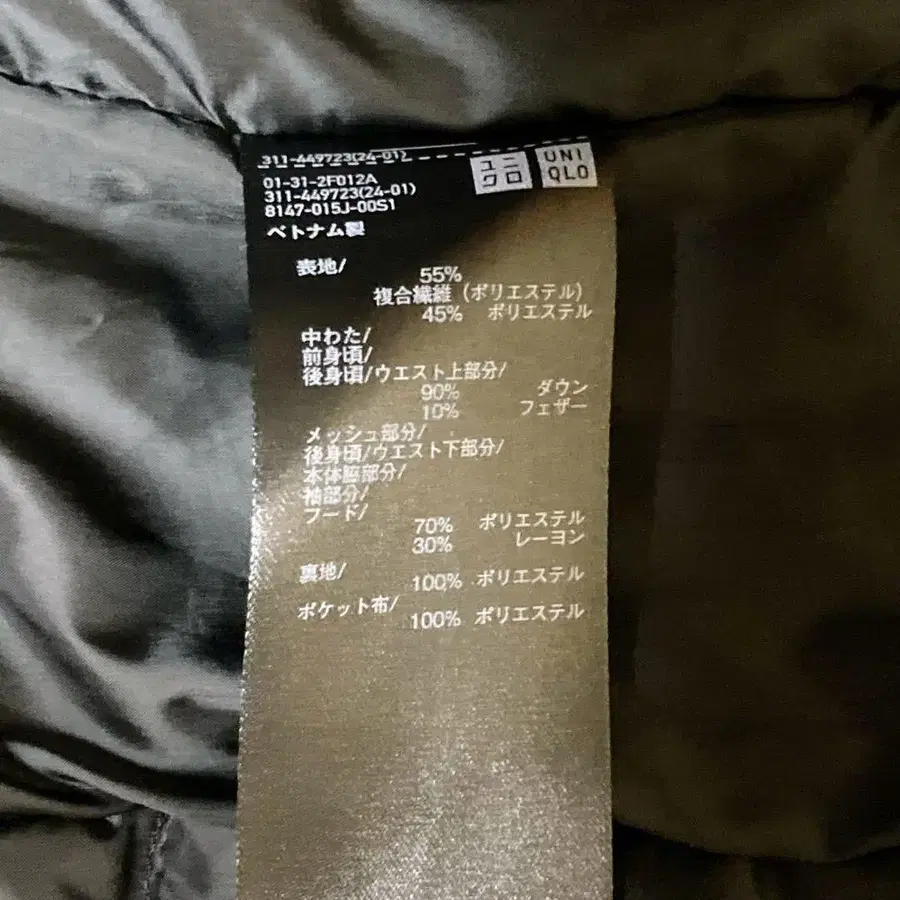 311-449723(24-01)
ユニ
クロ
UNI
QLO
01-31-2F012A
311-449723(24-01)
8147-015J-00S1
ベトナム製
表地/
55%
複合繊維（ポリエステル）
45% ポリエステル
中わた/
前身頃/
後身頃/ウエスト上部分/
90% ダウン
10% フェザー
メッシュ部分/
後身頃/ウエスト下部分/
本体脇部分/
袖部分/
フード/
70% ポリエステル
30% レーヨン
裏地/
100% ポリエステル
ポケット布/
100% ポリエステル